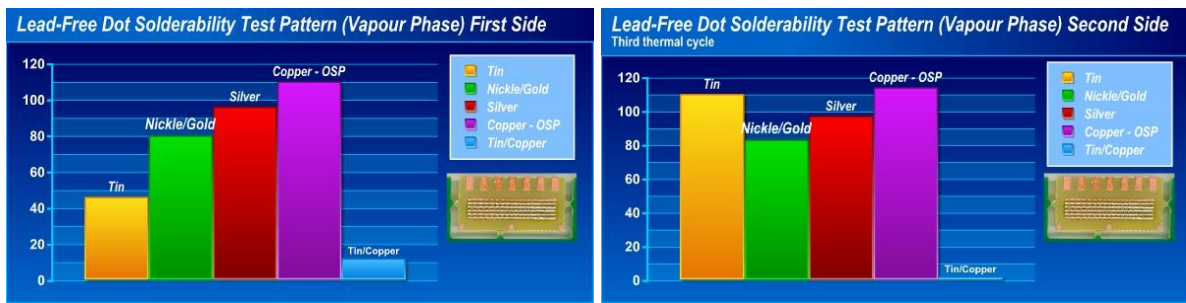 Lead-Free Dot Solderability Test Pattern (Vapour Phase) First Side
120
100
80
60
40
20
0
Tin
Nickle/Gold
Silver
Copper - OSP
Tin/Copper
Tin
Nickle/Gold
Silver
Copper - OSP
Tin/Copper
Lead-Free Dot Solderability Test Pattern (Vapour Phase) Second Side
Third thermal cycle
120
100
80
60
40
20
0
Tin
Nickle/Gold
Silver
Copper - OSP
Tin/Copper
Tin
Nickle/Gold
Silver
Copper - OSP
Tin/Copper